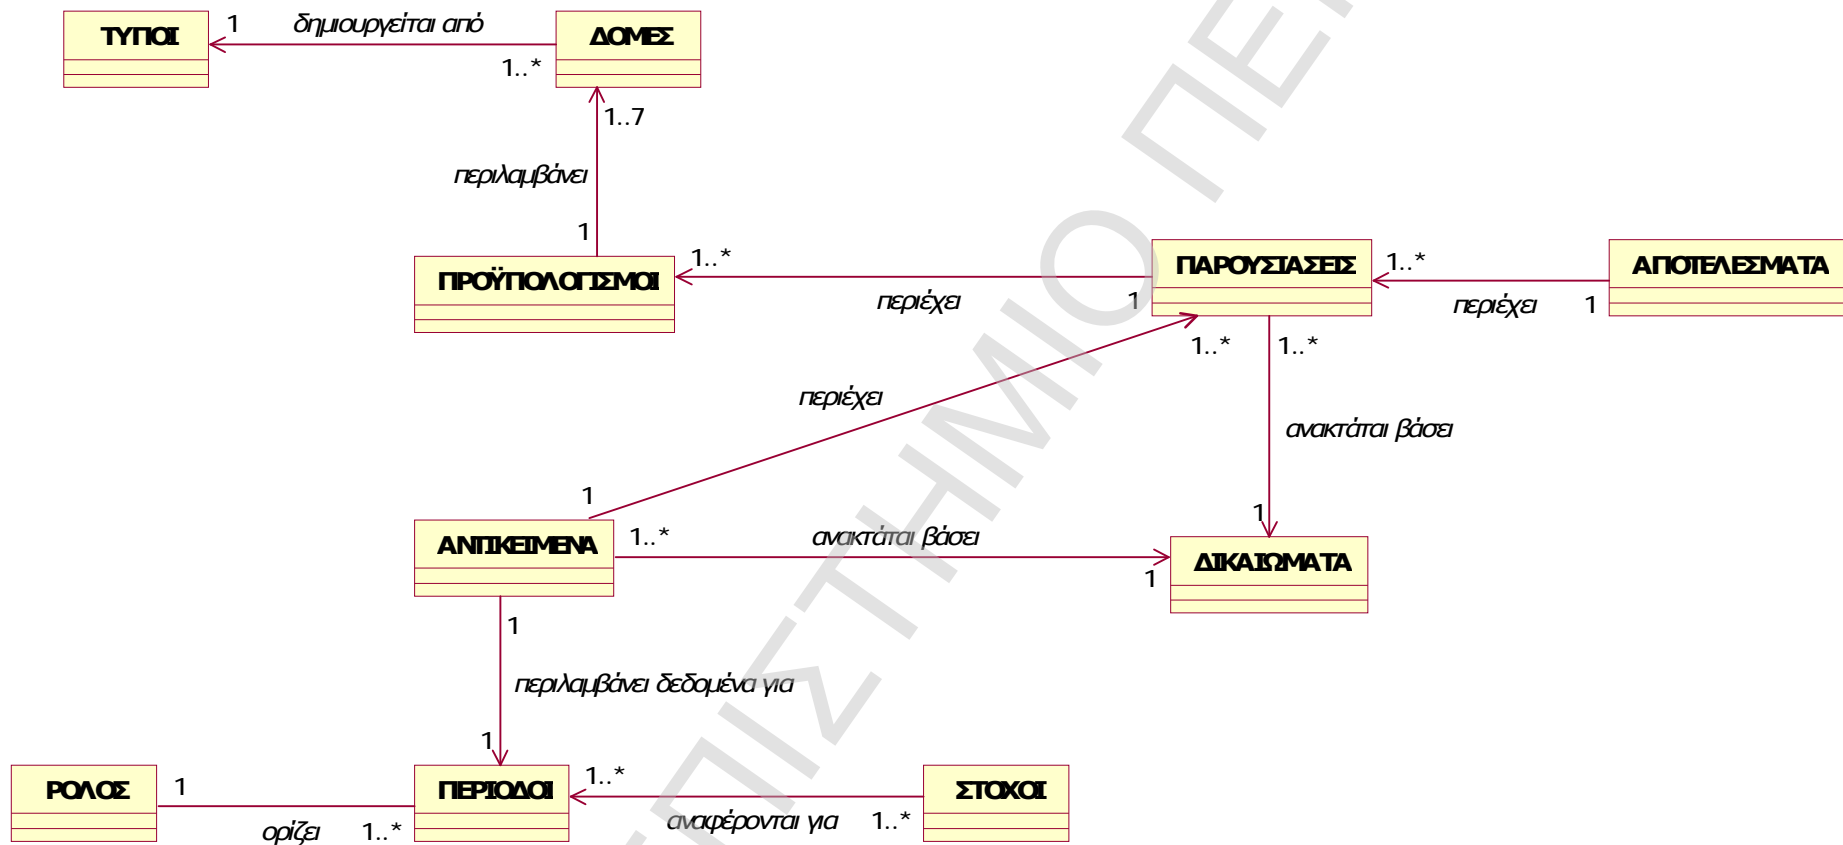 ΤΥΠΟΙ
1
δημιουργείται από
1..*
ΔΟΜΕΣ
1..7
περιλαμβάνει
1
ΠΡΟΫΠΟΛΟΓΙΣΜΟΙ
1..*
περιέχει
1
ΠΑΡΟΥΣΙΑΣΕΙΣ
1..*
περιέχει
1
ΑΠΟΤΕΛΕΣΜΑΤΑ
1..*
1..*
περιέχει
ανακτάται βάσει
1
1
ΑΝΤΙΚΕΙΜΕΝΑ
1..*
ανακτάται βάσει
1
ΔΙΚΑΙΩΜΑΤΑ
1
περιλαμβάνει δεδομένα για
1
ΡΟΛΟΣ
1
ορίζει
1..*
ΠΕΡΙΟΔΟΙ
1..*
αναφέρονται για
1..*
ΣΤΟΧΟΙ
ΠΙΣΤΗΜΙΟ ΠΕ